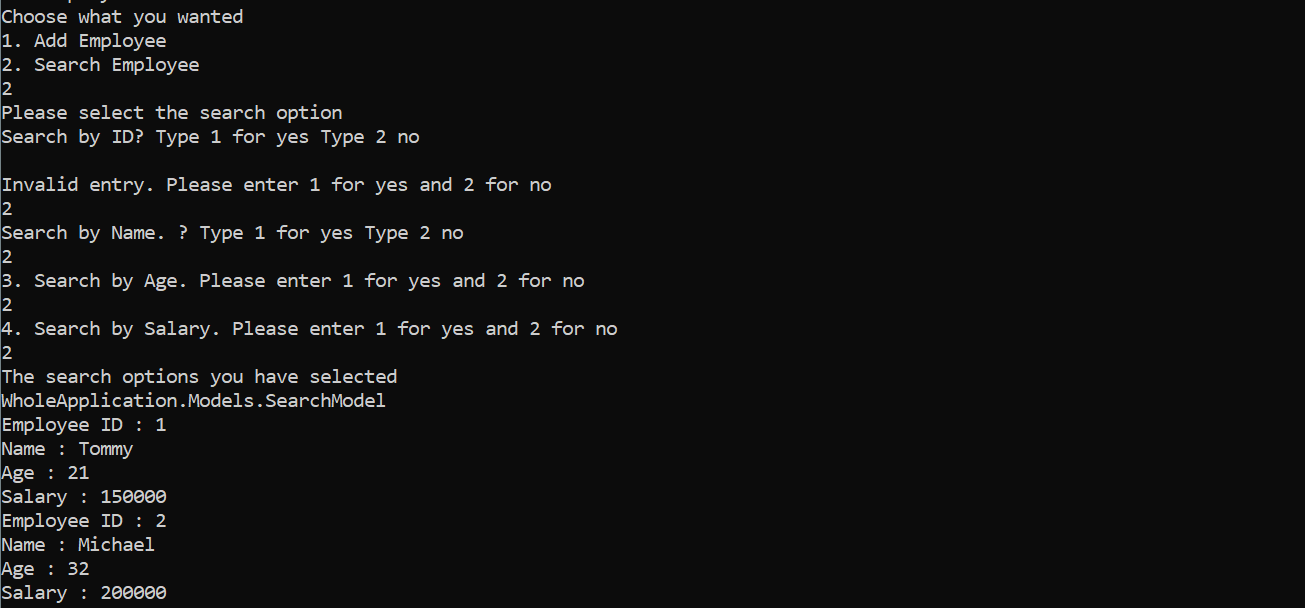 Choose what you wanted
1. Add Employee
2. Search Employee
2
Please select the search option
Search by ID? Type 1 for yes Type 2 no
Invalid entry. Please enter 1 for yes and 2 for no
2
Search by Name. ? Type 1 for yes Type 2 no
2
3. Search by Age. Please enter 1 for yes and 2 for no
2
4. Search by Salary. Please enter 1 for yes and 2 for no
2
The search options you have selected
WholeApplication.Models.SearchModel
Employee ID : 1
Name : Tommy
Age : 21
Salary : 150000
Employee ID : 2
Name : Michael
Age : 32
Salary : 200000